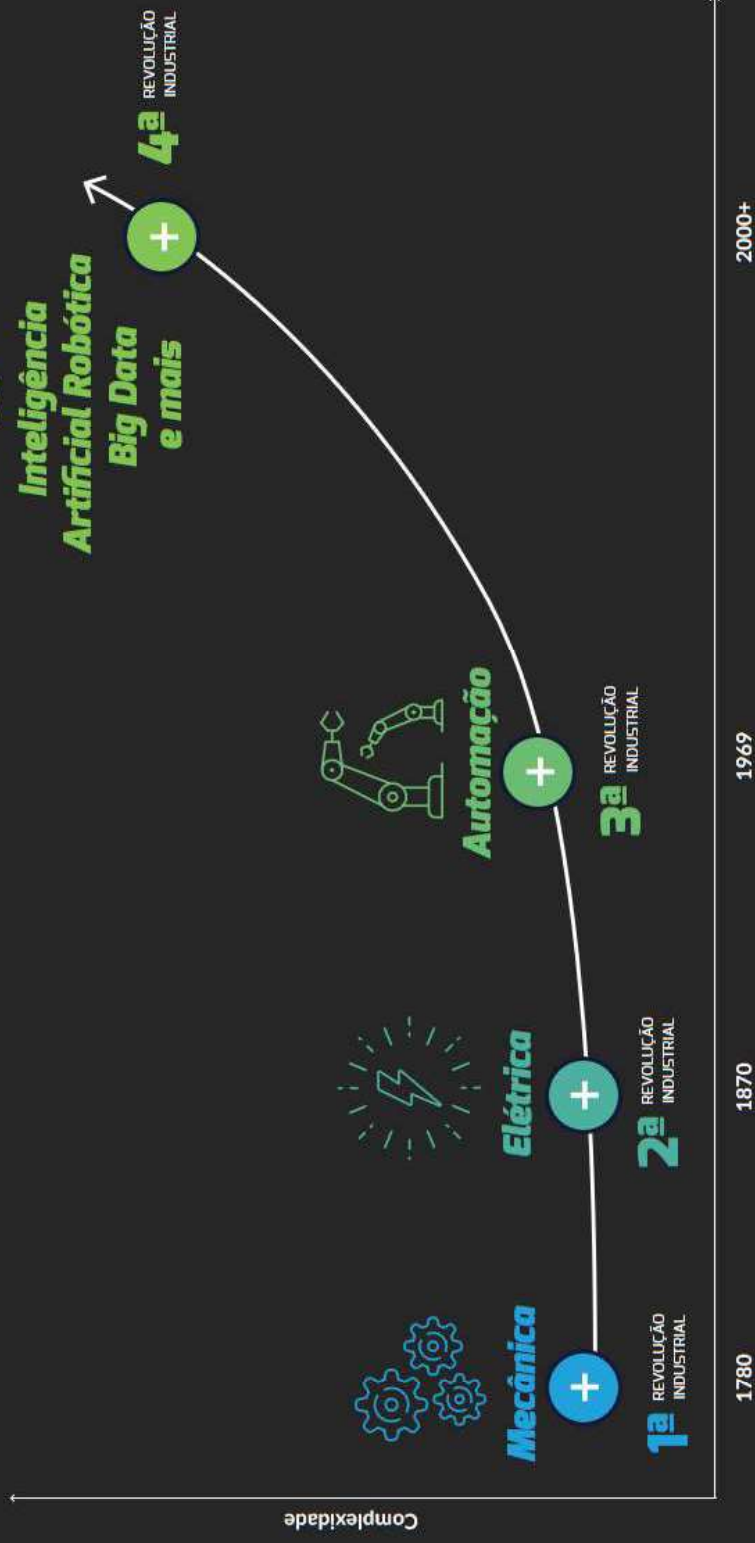 Complexidade
Mecânica
1ª REVOLUÇÃO
INDUSTRIAL
1780
Elétrica
2ª REVOLUÇÃO
INDUSTRIAL
1870
Automação
3ª REVOLUÇÃO
INDUSTRIAL
1969
Inteligência
Artificial Robótica
Big Data
e mais
4ª REVOLUÇÃO
INDUSTRIAL
2000+